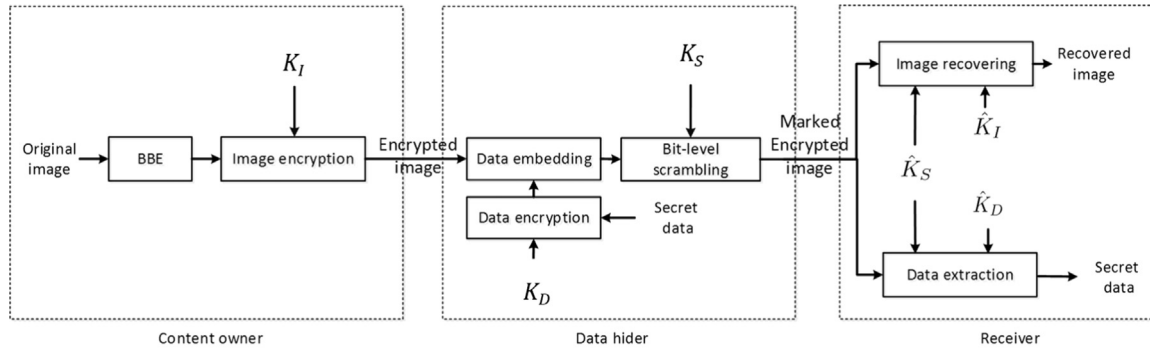 Original
image
BBE
K_I
Image encryption
Encrypted
image
Content owner
K_S
Data embedding
Bit-level
scrambling
Data encryption
Secret
data
K_D
Marked
Encrypted
image
Data hider
Image recovering
Recovered
image
K̂_I
K̂_S
K̂_D
Data extraction
Secret
data
Receiver